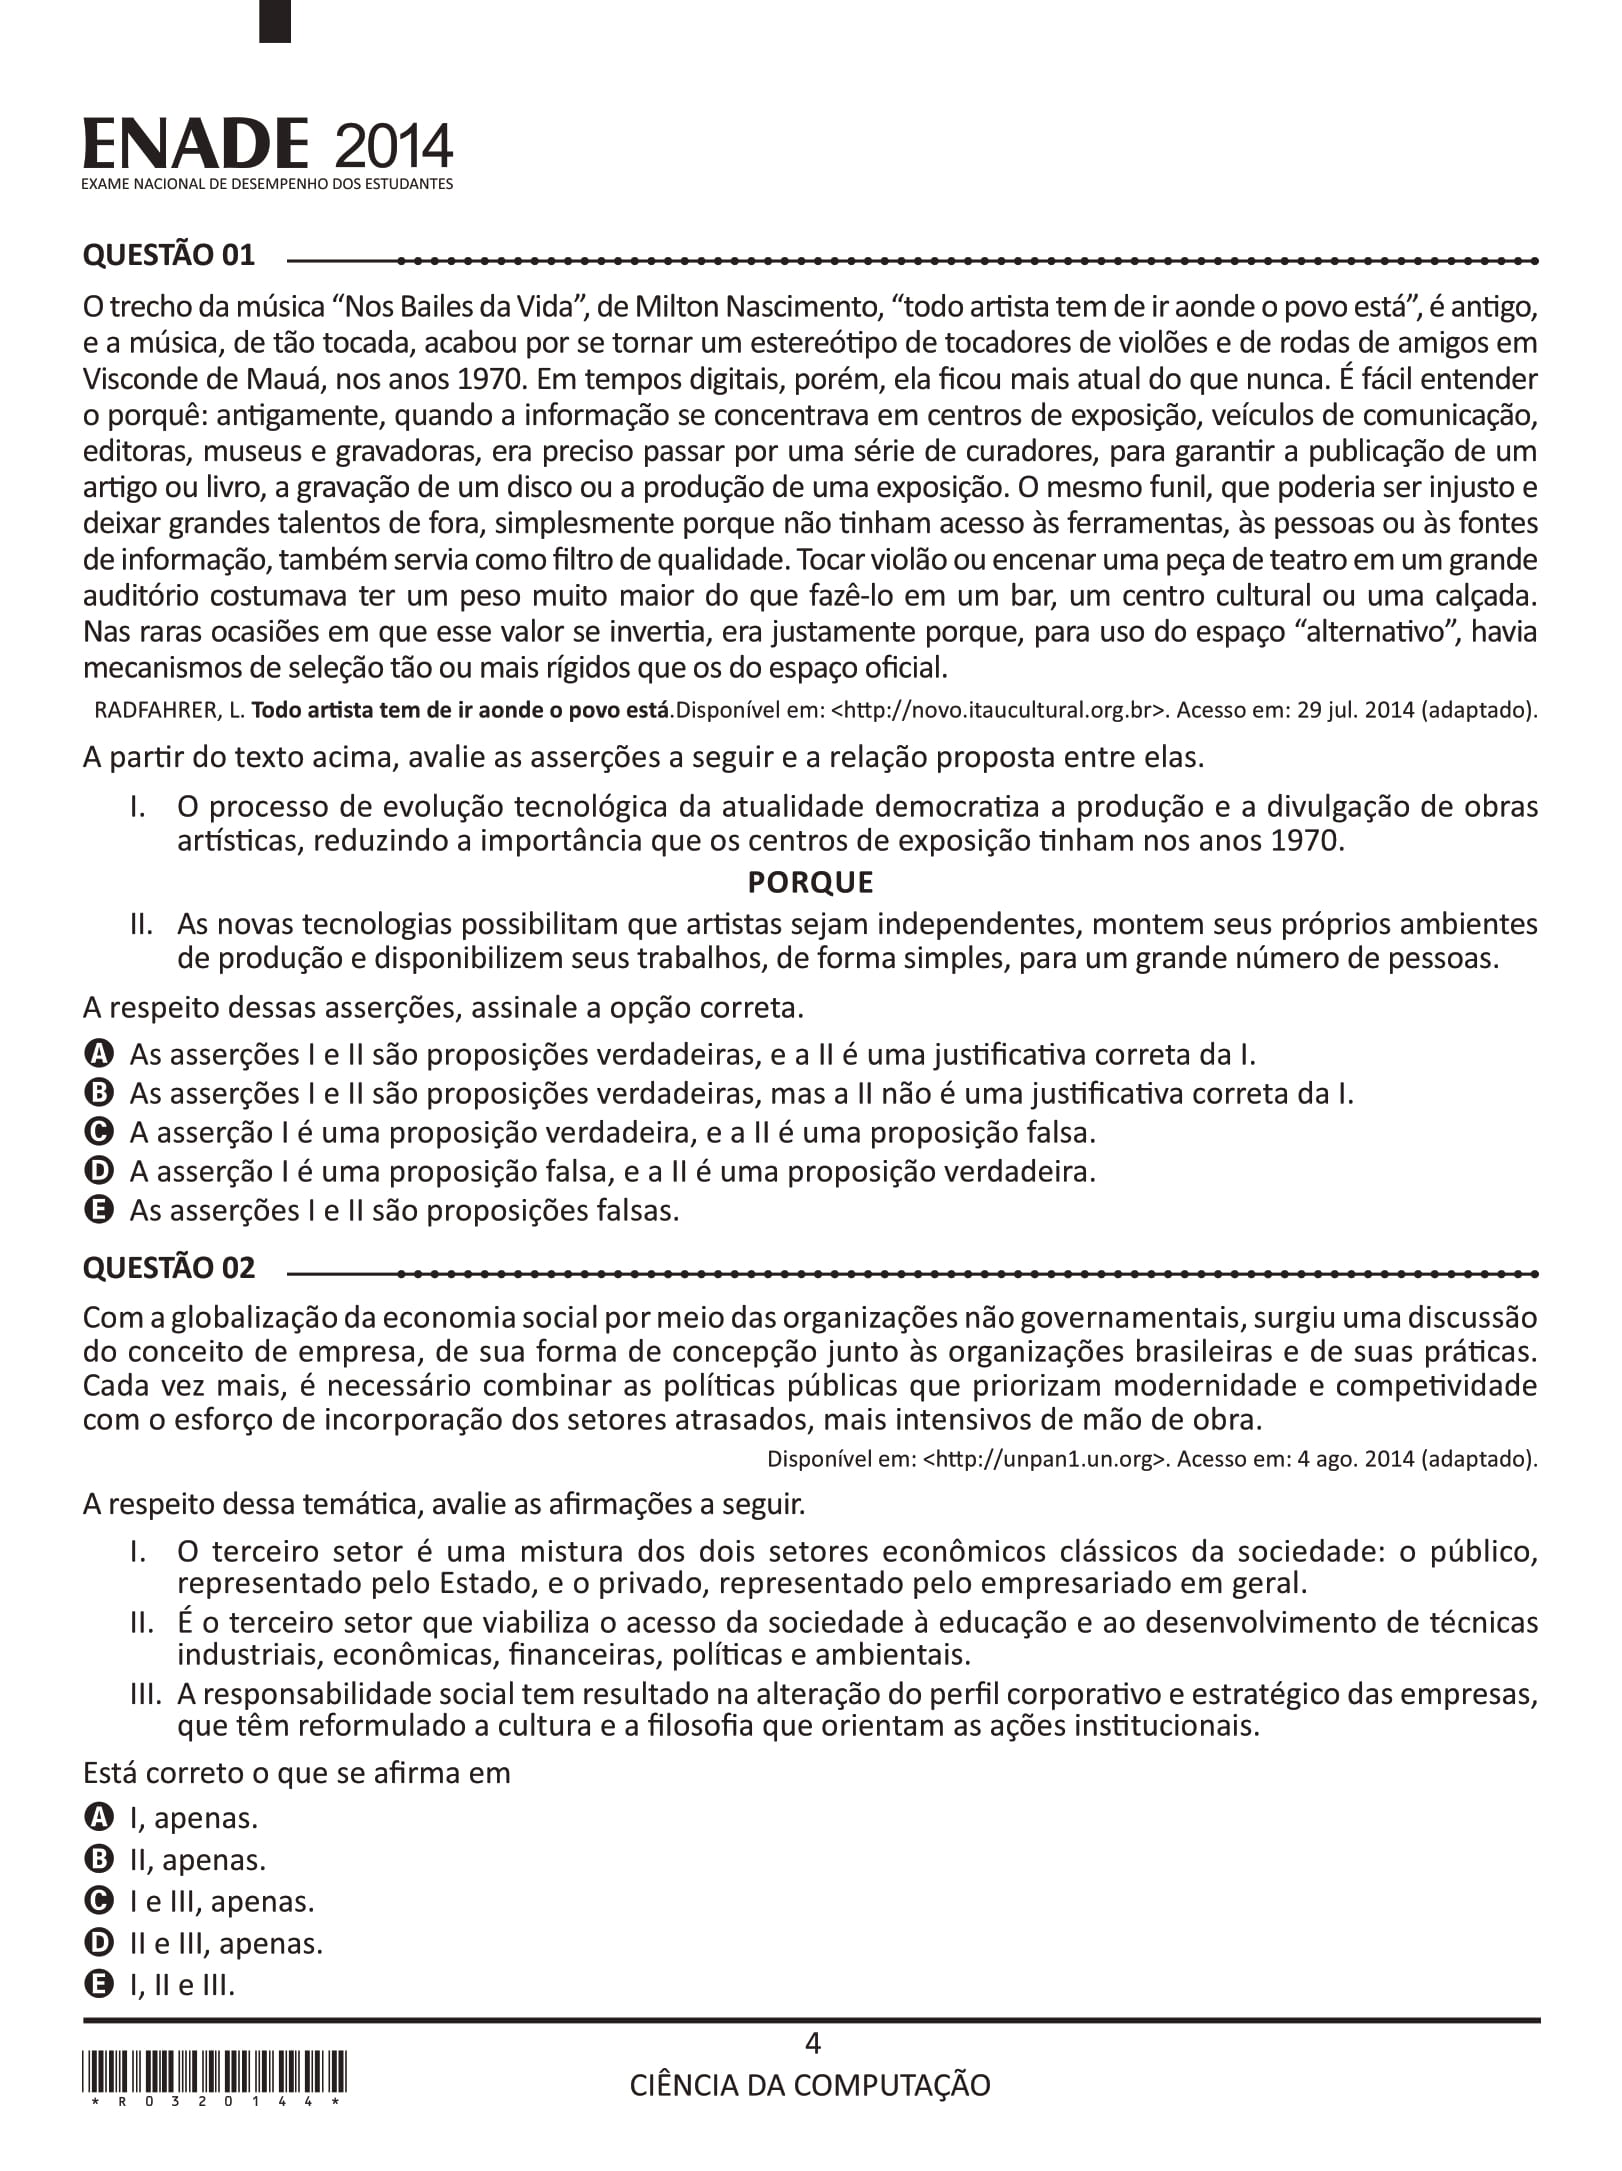 ENADE 2014
EXAME NACIONAL DE DESEMPENHO DOS ESTUDANTES
QUESTÃO 01
O trecho da música “Nos Bailes da Vida”, de Milton Nascimento, “todo artista tem de ir aonde o povo está”, é antigo,
e a música, de tão tocada, acabou por se tornar um estereótipo de tocadores de violões e de rodas de amigos em
Visconde de Mauá, nos anos 1970. Em tempos digitais, porém, ela ficou mais atual do que nunca. É fácil entender
o porquê: antigamente, quando a informação se concentrava em centros de exposição, veículos de comunicação,
editoras, museus e gravadoras, era preciso passar por uma série de curadores, para garantir a publicação de um
artigo ou livro, a gravação de um disco ou a produção de uma exposição. O mesmo funil, que poderia ser injusto e
deixar grandes talentos de fora, simplesmente porque não tinham acesso às ferramentas, às pessoas ou às fontes
de informação, também servia como filtro de qualidade. Tocar violão ou encenar uma peça de teatro em um grande
auditório costumava ter um peso muito maior do que fazê-lo em um bar, um centro cultural ou uma calçada.
Nas raras ocasiões em que esse valor se invertia, era justamente porque, para uso do espaço “alternativo”, havia
mecanismos de seleção tão ou mais rígidos que os do espaço oficial.
RADFAHRER, L. Todo artista tem de ir aonde o povo está.Disponível em: <http://novo.itaucultural.org.br>. Acesso em: 29 jul. 2014 (adaptado).
A partir do texto acima, avalie as asserções a seguir e a relação proposta entre elas.
I. O processo de evolução tecnológica da atualidade democratiza a produção e a divulgação de obras
artísticas, reduzindo a importância que os centros de exposição tinham nos anos 1970.
PORQUE
II. As novas tecnologias possibilitam que artistas sejam independentes, montem seus próprios ambientes
de produção e disponibilizem seus trabalhos, de forma simples, para um grande número de pessoas.
A respeito dessas asserções, assinale a opção correta.
A As asserções I e II são proposições verdadeiras, e a II é uma justificativa correta da I.
B As asserções I e II são proposições verdadeiras, mas a II não é uma justificativa correta da I.
C A asserção I é uma proposição verdadeira, e a II é uma proposição falsa.
D A asserção I é uma proposição falsa, e a II é uma proposição verdadeira.
E As asserções I e II são proposições falsas.
QUESTÃO 02
Com a globalização da economia social por meio das organizações não governamentais, surgiu uma discussão
do conceito de empresa, de sua forma de concepção junto às organizações brasileiras e de suas práticas.
Cada vez mais, é necessário combinar as políticas públicas que priorizam modernidade e competividade
com o esforço de incorporação dos setores atrasados, mais intensivos de mão de obra.
Disponível em: <http://unpan1.un.org>. Acesso em: 4 ago. 2014 (adaptado).
A respeito dessa temática, avalie as afirmações a seguir.
I. O terceiro setor é uma mistura dos dois setores econômicos clássicos da sociedade: o público,
representado pelo Estado, e o privado, representado pelo empresariado em geral.
II. É o terceiro setor que viabiliza o acesso da sociedade à educação e ao desenvolvimento de técnicas
industriais, econômicas, financeiras, políticas e ambientais.
III. A responsabilidade social tem resultado na alteração do perfil corporativo e estratégico das empresas,
que têm reformulado a cultura e a filosofia que orientam as ações institucionais.
Está correto o que se afirma em
A I, apenas.
B II, apenas.
C I e III, apenas.
D II e III, apenas.
E I, II e III.
4
CIÊNCIA DA COMPUTAÇÃO
* R 0 3 2 0 1 4 4 *